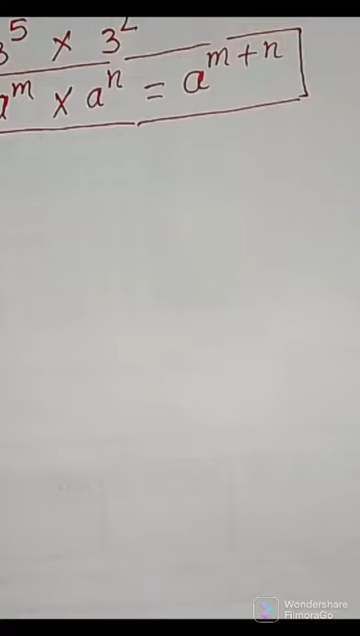 3⁵ × 3²
aᵐ × aⁿ = aᵐ⁺ⁿ
Wondershare
FilmoraGo